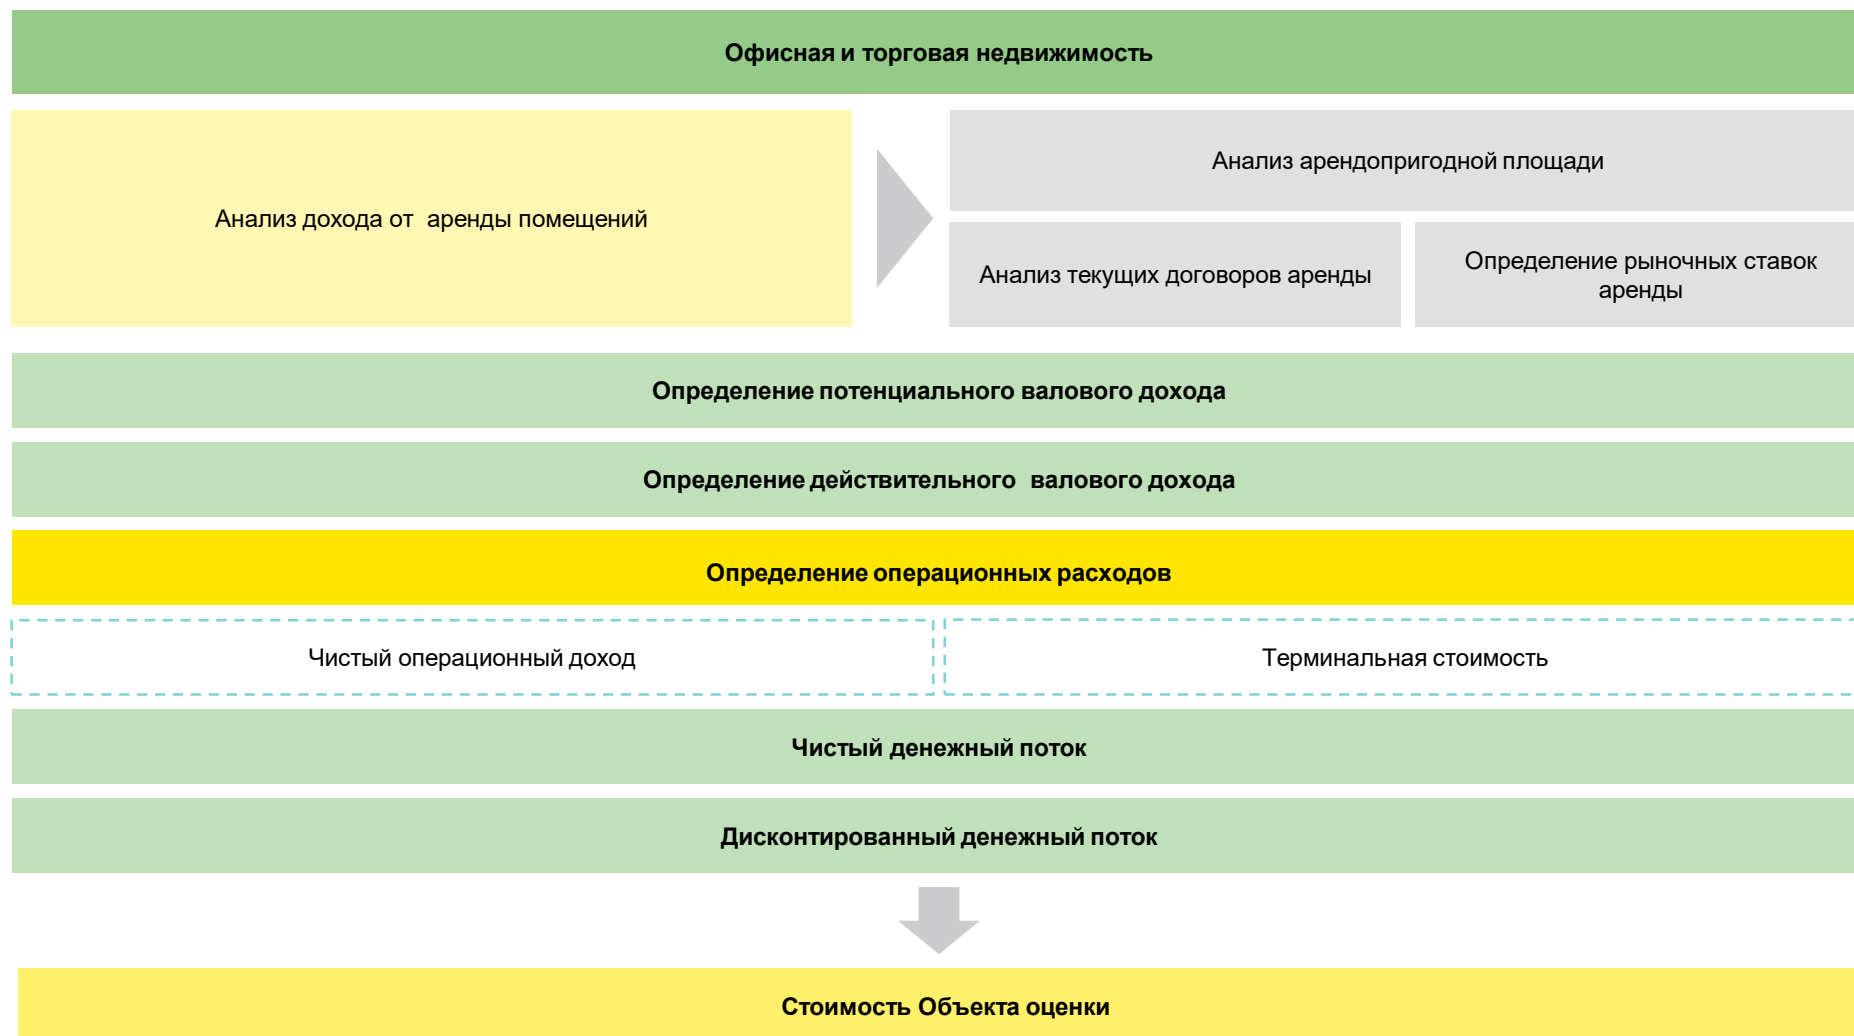 Офисная и торговая недвижимость
Анализ дохода от аренды помещений
Анализ арендопригодной площади
Анализ текущих договоров аренды
Определение рыночных ставок
аренды
Определение потенциального валового дохода
Определение действительного валового дохода
Определение операционных расходов
Чистый операционный доход
Терминальная стоимость
Чистый денежный поток
Дисконтированный денежный поток
Стоимость Объекта оценки